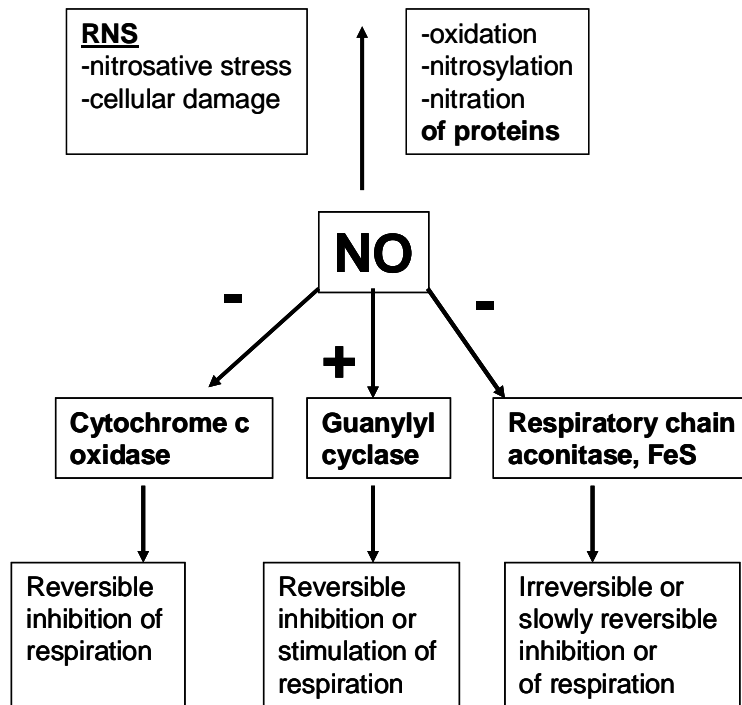 RNS
-nitrosative stress
-cellular damage
-oxidation
-nitrosylation
-nitration
of proteins
NO
-
+
-
Cytochrome c
oxidase
Guanylyl
cyclase
Respiratory chain
aconitase, FeS
Reversible
inhibition of
respiration
Reversible
inhibition or
stimulation of
respiration
Irreversible or
slowly reversible
inhibition or
of respiration